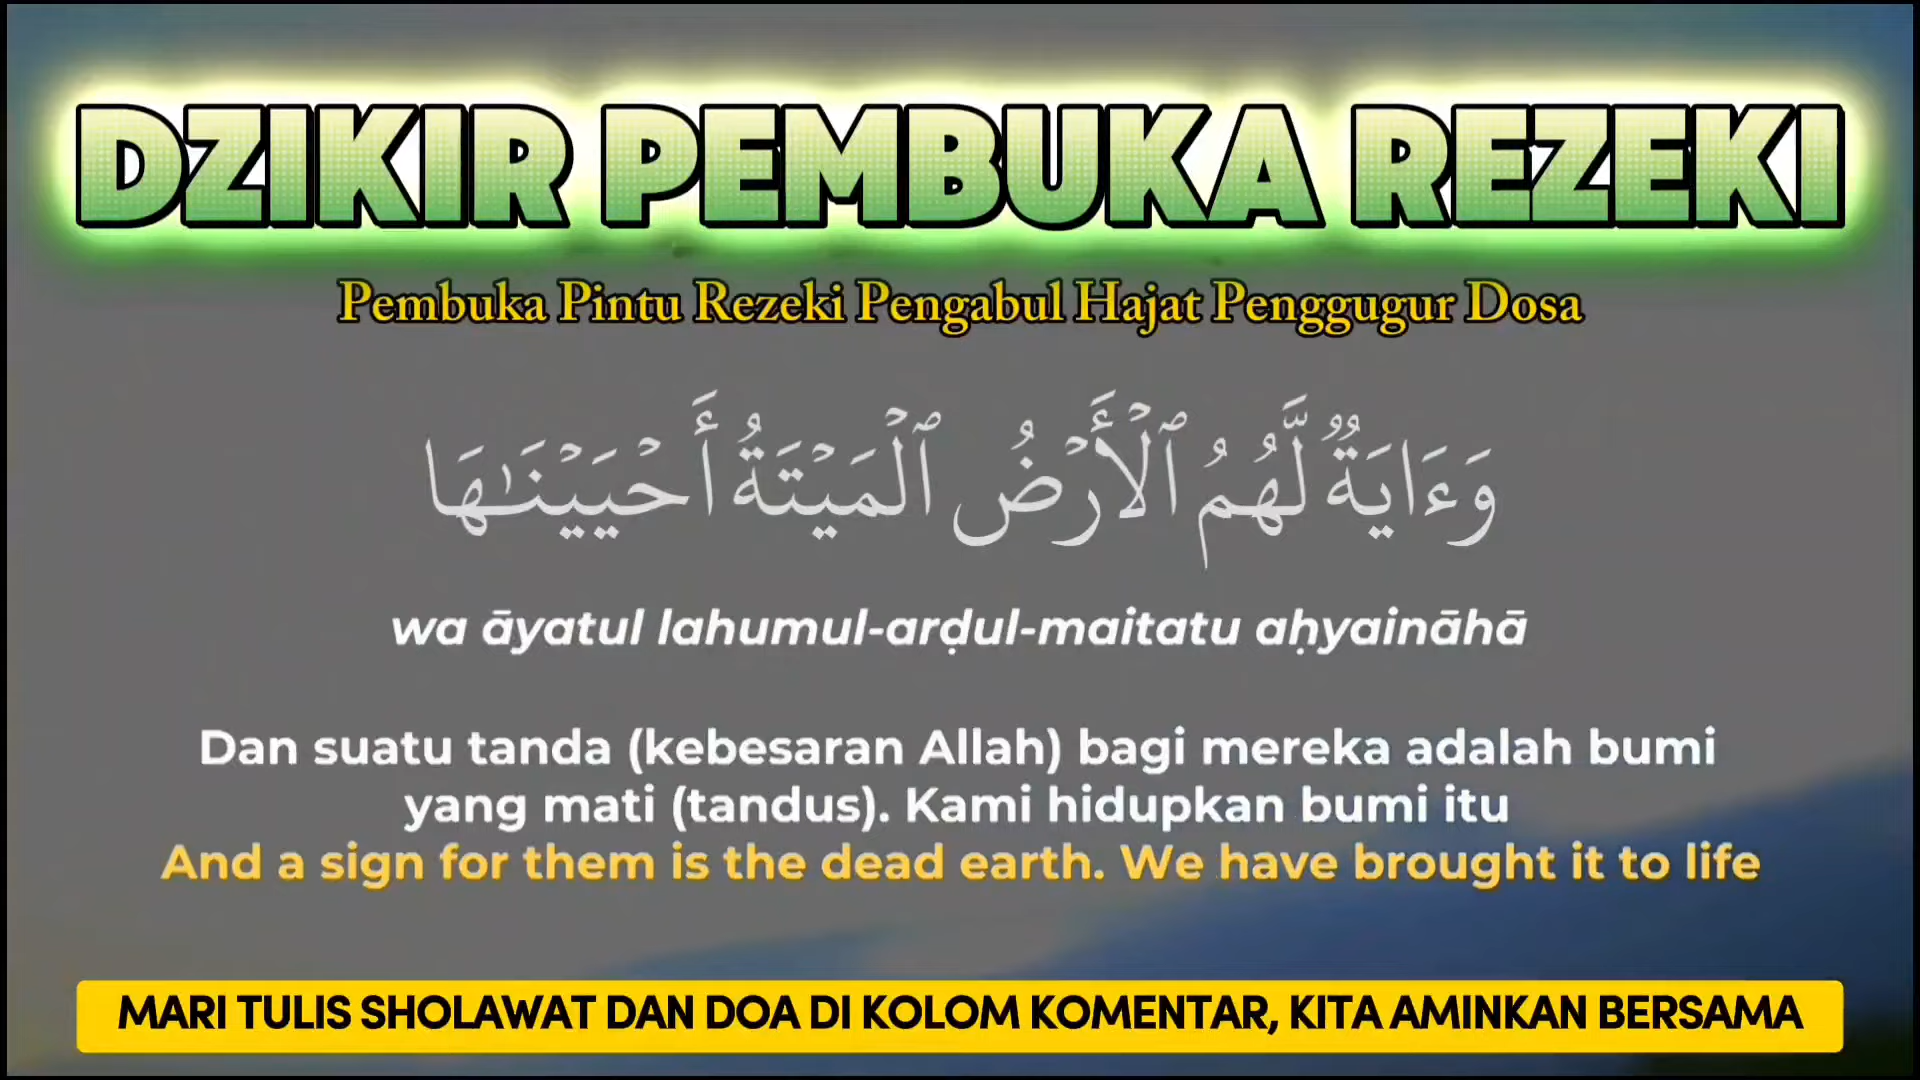 DZIKIR PEMBUKA REZEKI
Pembuka Pintu Rezeki Pengabul Hajat Penggugur Dosa
وَءَايَةٌ لَّهُمُ ٱلْأَرْضُ ٱلْمَيْتَةُ أَحْيَيْنَٰهَا
wa āyatul lahumul-arḍul-maitatu aḥyaināhā
Dan suatu tanda (kebesaran Allah) bagi mereka adalah bumi
yang mati (tandus). Kami hidupkan bumi itu
And a sign for them is the dead earth. We have brought it to life
MARI TULIS SHOLAWAT DAN DOA DI KOLOM KOMENTAR, KITA AMINKAN BERSAMA